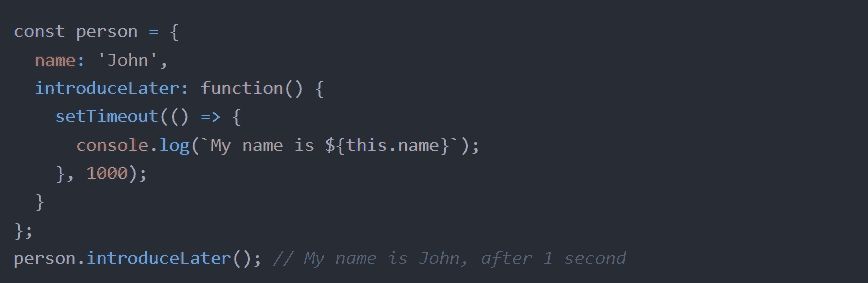 const person = {
  name: 'John',
  introduceLater: function() {
    setTimeout(() => {
      console.log(`My name is ${this.name}`);
    }, 1000);
  }
};
person.introduceLater(); // My name is John, after 1 second